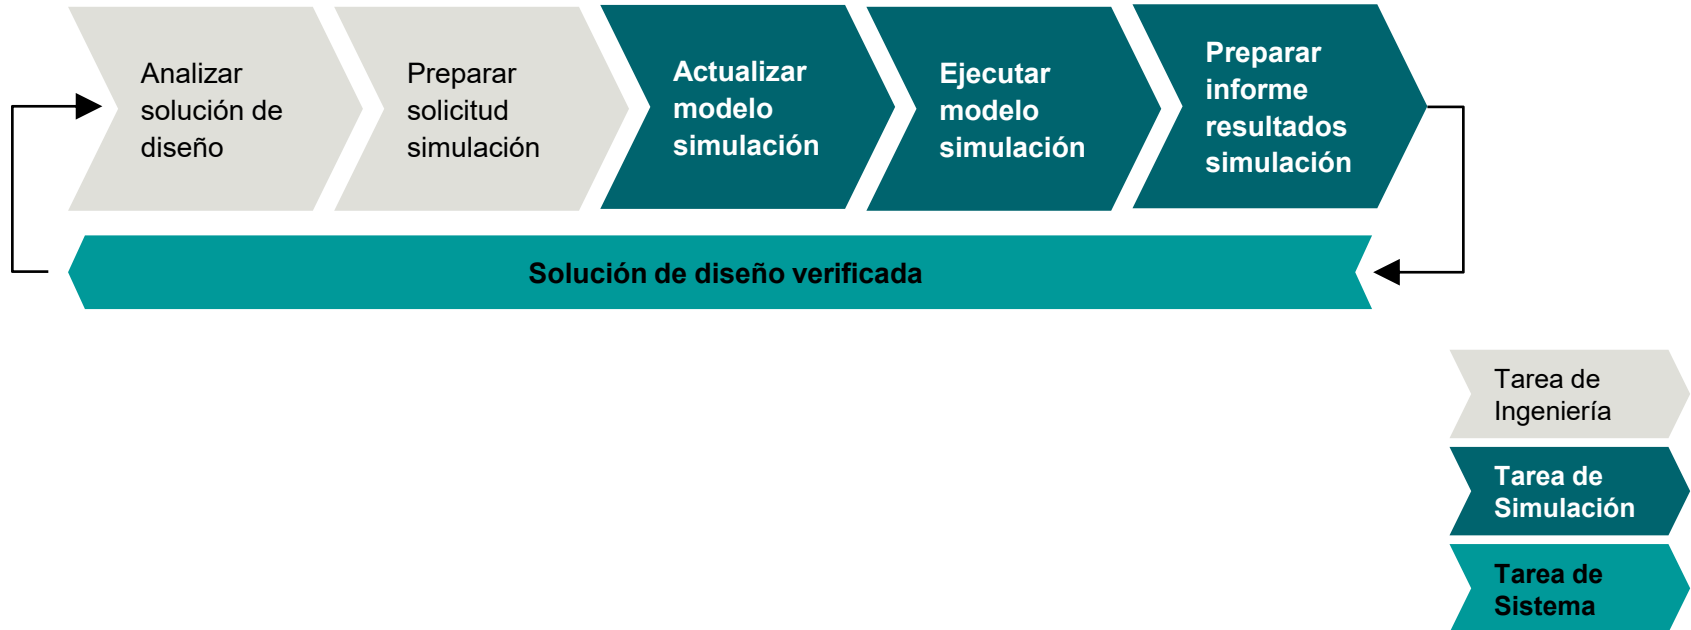 Analizar
solución de
diseño
Preparar
solicitud
simulación
Actualizar
modelo
simulación
Ejecutar
modelo
simulación
Preparar
informe
resultados
simulación
Solución de diseño verificada
Tarea de
Ingeniería
Tarea de
Simulación
Tarea de
Sistema